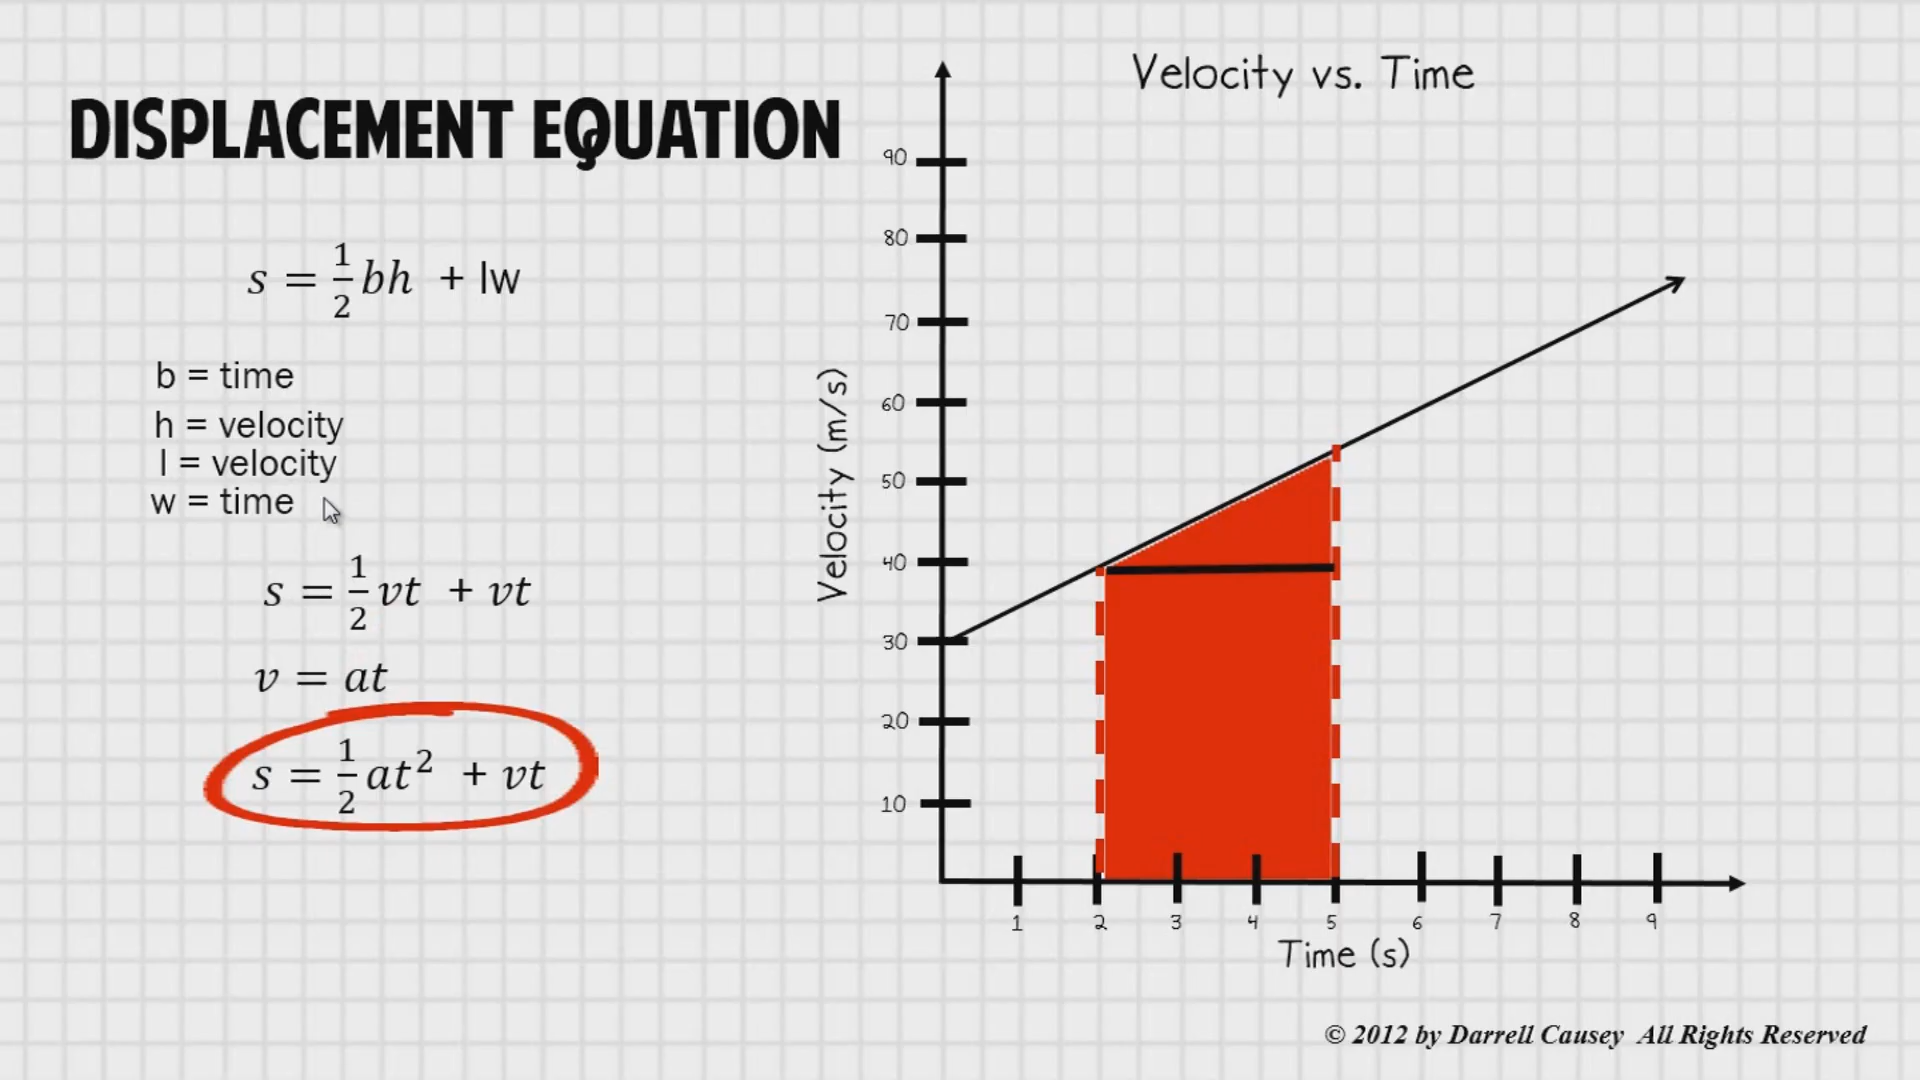 DISPLACEMENT EQUATION
s = 1/2 bh + lw
b = time
h = velocity
l = velocity
w = time
s = 1/2 vt + vt
v = at
s = 1/2 at² + vt
Velocity vs. Time
Velocity (m/s)
90
80
70
60
50
40
30
20
10
1 2 3 4 5 6 7 8 9
Time (s)
© 2012 by Darrell Causey All Rights Reserved